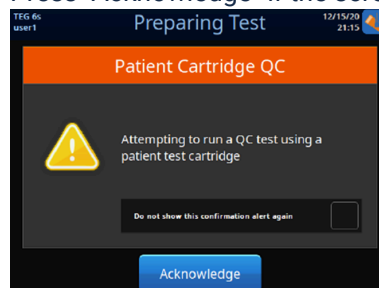 TEG 6s
user1
Preparing Test
12/15/20
21:15
Patient Cartridge QC
Attempting to run a QC test using a
patient test cartridge
Do not show this confirmation alert again
Acknowledge